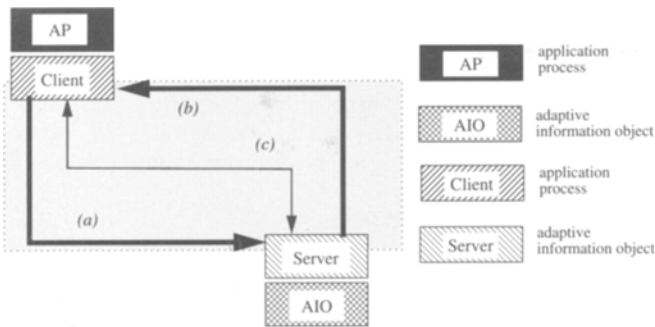 AP
Client
(b)
(c)
(a)
Server
AIO
AP
application
process
AIO
adaptive
information object
Client
application
process
Server
adaptive
information object